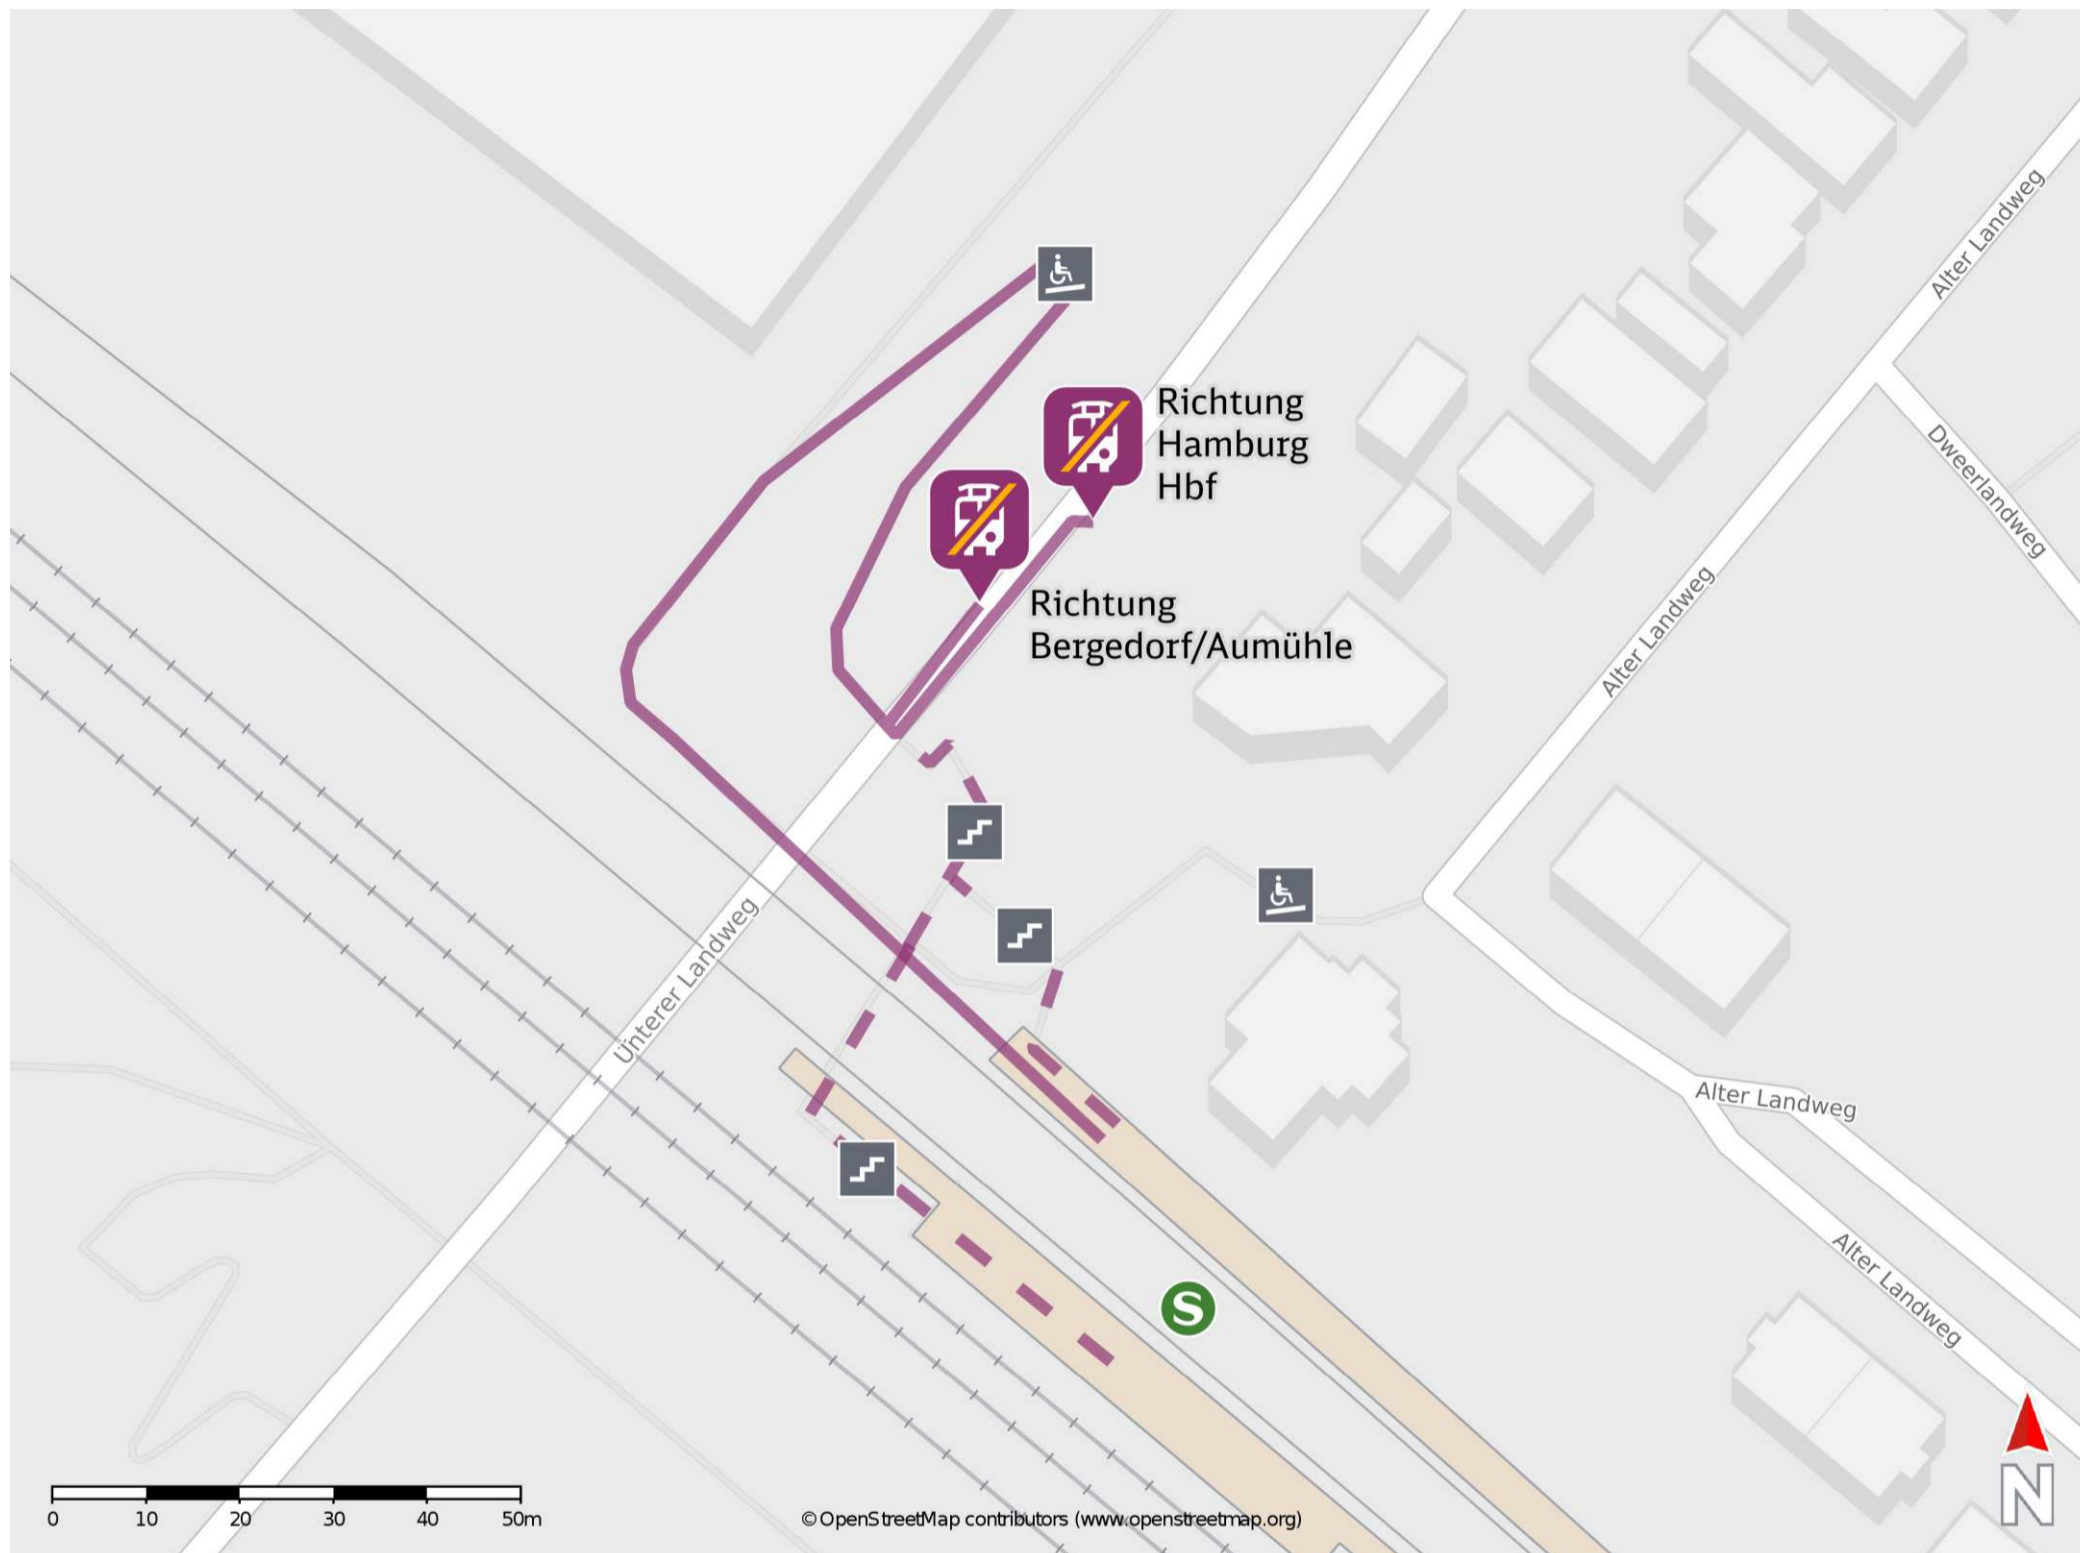 Alter Landweg
Richtung
Hamburg
Hbf
Dweerlandweg
Richtung
Bergedorf/Aumühle
Alter Landweg
Unterer Landweg
Alter Landweg
Alter Landweg
S
N
0 10 20 30 40 50m
© OpenStreetMap contributors (www.openstreetmap.org)